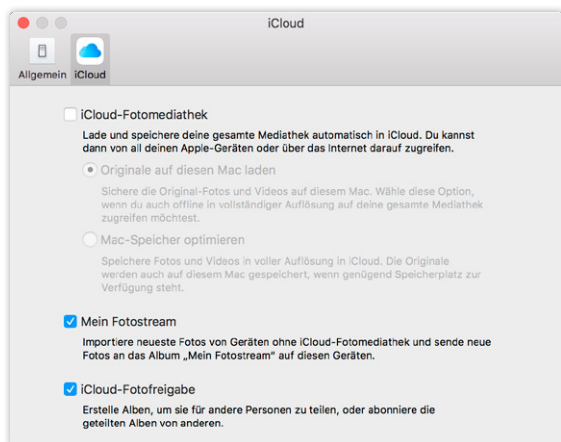 iCloud
Allgemein iCloud
iCloud-Fotomediathek
Lade und speichere deine gesamte Mediathek automatisch in iCloud. Du kannst
dann von all deinen Apple-Geräten oder über das Internet darauf zugreifen.
Originale auf diesen Mac laden
Sichere die Original-Fotos und Videos auf diesem Mac. Wähle diese Option,
wenn du auch offline in vollständiger Auflösung auf deine gesamte Mediathek
zugreifen möchtest.
Mac-Speicher optimieren
Speichere Fotos und Videos in voller Auflösung in iCloud. Die Originale
werden auch auf diesem Mac gespeichert, wenn genügend Speicherplatz zur
Verfügung steht.
Mein Fotostream
Importiere neueste Fotos von Geräten ohne iCloud-Fotomediathek und sende neue
Fotos an das Album „Mein Fotostream" auf diesen Geräten.
iCloud-Fotofreigabe
Erstelle Alben, um sie für andere Personen zu teilen, oder abonniere die
geteilten Alben von anderen.